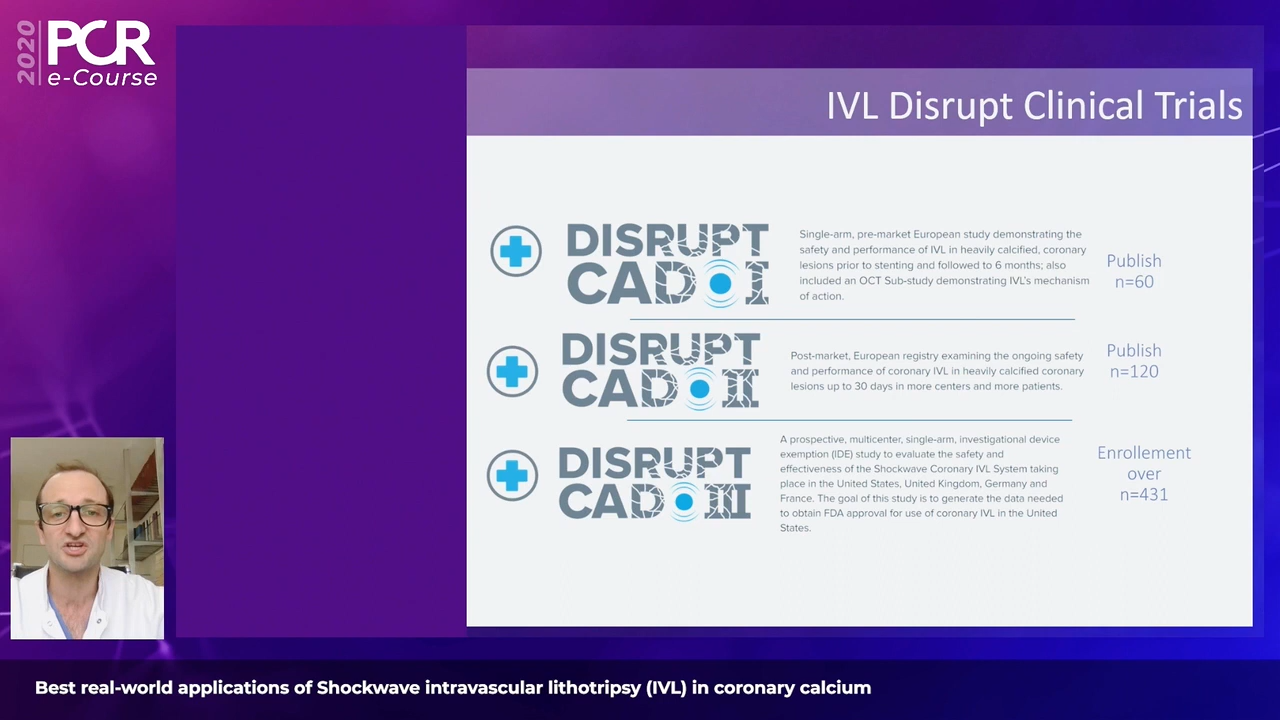 2020
PCR
e-Course
IVL Disrupt Clinical Trials
DISRUPT
CAD I
Single-arm, pre-market European study demonstrating the
safety and performance of IVL in heavily calcified, coronary
lesions prior to stenting and followed to 6 months; also
included an OCT Sub-study demonstrating IVL's mechanism
of action.
Publish
n=60
DISRUPT
CAD II
Post-market, European registry examining the ongoing safety
and performance of coronary IVL in heavily calcified coronary
lesions up to 30 days in more centers and more patients.
Publish
n=120
DISRUPT
CAD III
A prospective, multicenter, single-arm, investigational device
exemption (IDE) study to evaluate the safety and
effectiveness of the Shockwave Coronary IVL System taking
place in the United States, United Kingdom, Germany and
France. The goal of this study is to generate the data needed
to obtain FDA approval for use of coronary IVL in the United
States.
Enrollement
over
n=431
Best real-world applications of Shockwave intravascular lithotripsy (IVL) in coronary calcium